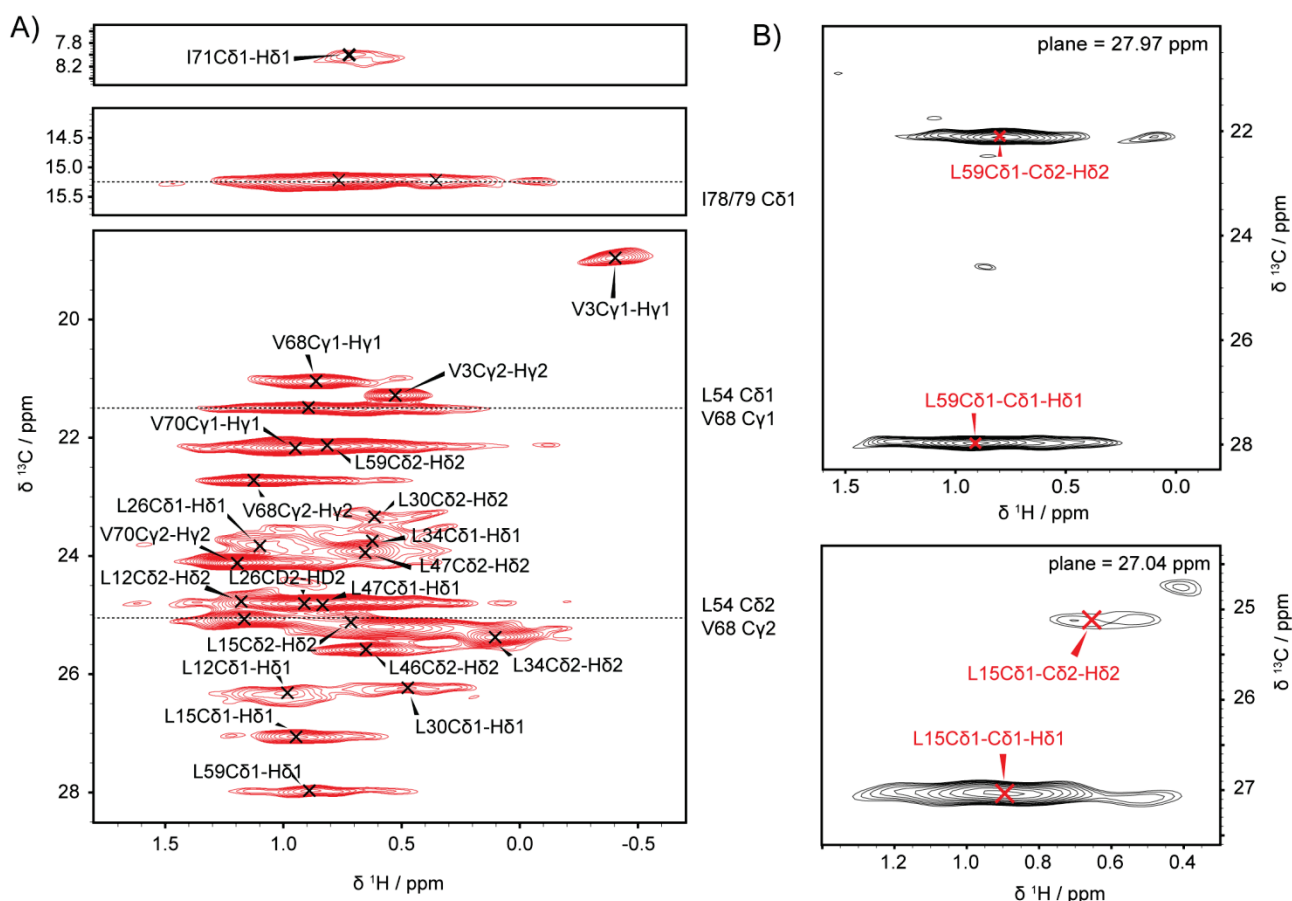 A)
7.8
8.2
I71Cδ1-Hδ1
14.5
15.0
15.5
I78/79 Cδ1
V3Cγ1-Hγ1
20
V68Cγ1-Hγ1
V3Cγ2-Hγ2
L54 Cδ1
V68 Cγ1
V70Cγ1-Hγ1
22
L59Cδ2-Hδ2
L26Cδ1-Hδ1
V68Cγ2-Hγ2
L30Cδ2-Hδ2
V70Cγ2-Hγ2
L34Cδ1-Hδ1
24
L47Cδ2-Hδ2
L12Cδ2-Hδ2
L26CD2-HD2
L47Cδ1-Hδ1
L54 Cδ2
V68 Cγ2
L15Cδ2-Hδ2
L46Cδ2-Hδ2
L34Cδ2-Hδ2
26
L12Cδ1-Hδ1
L15Cδ1-Hδ1
L30Cδ1-Hδ1
L59Cδ1-Hδ1
28
δ 13C / ppm
1.5 1.0 0.5 0.0 -0.5
δ 1H / ppm
B)
plane = 27.97 ppm
22
L59Cδ1-Cδ2-Hδ2
24
26
L59Cδ1-Cδ1-Hδ1
28
δ 13C / ppm
1.5 1.0 0.5 0.0
δ 1H / ppm
plane = 27.04 ppm
25
L15Cδ1-Cδ2-Hδ2
26
L15Cδ1-Cδ1-Hδ1
27
δ 13C / ppm
1.2 1.0 0.8 0.6 0.4
δ 1H / ppm